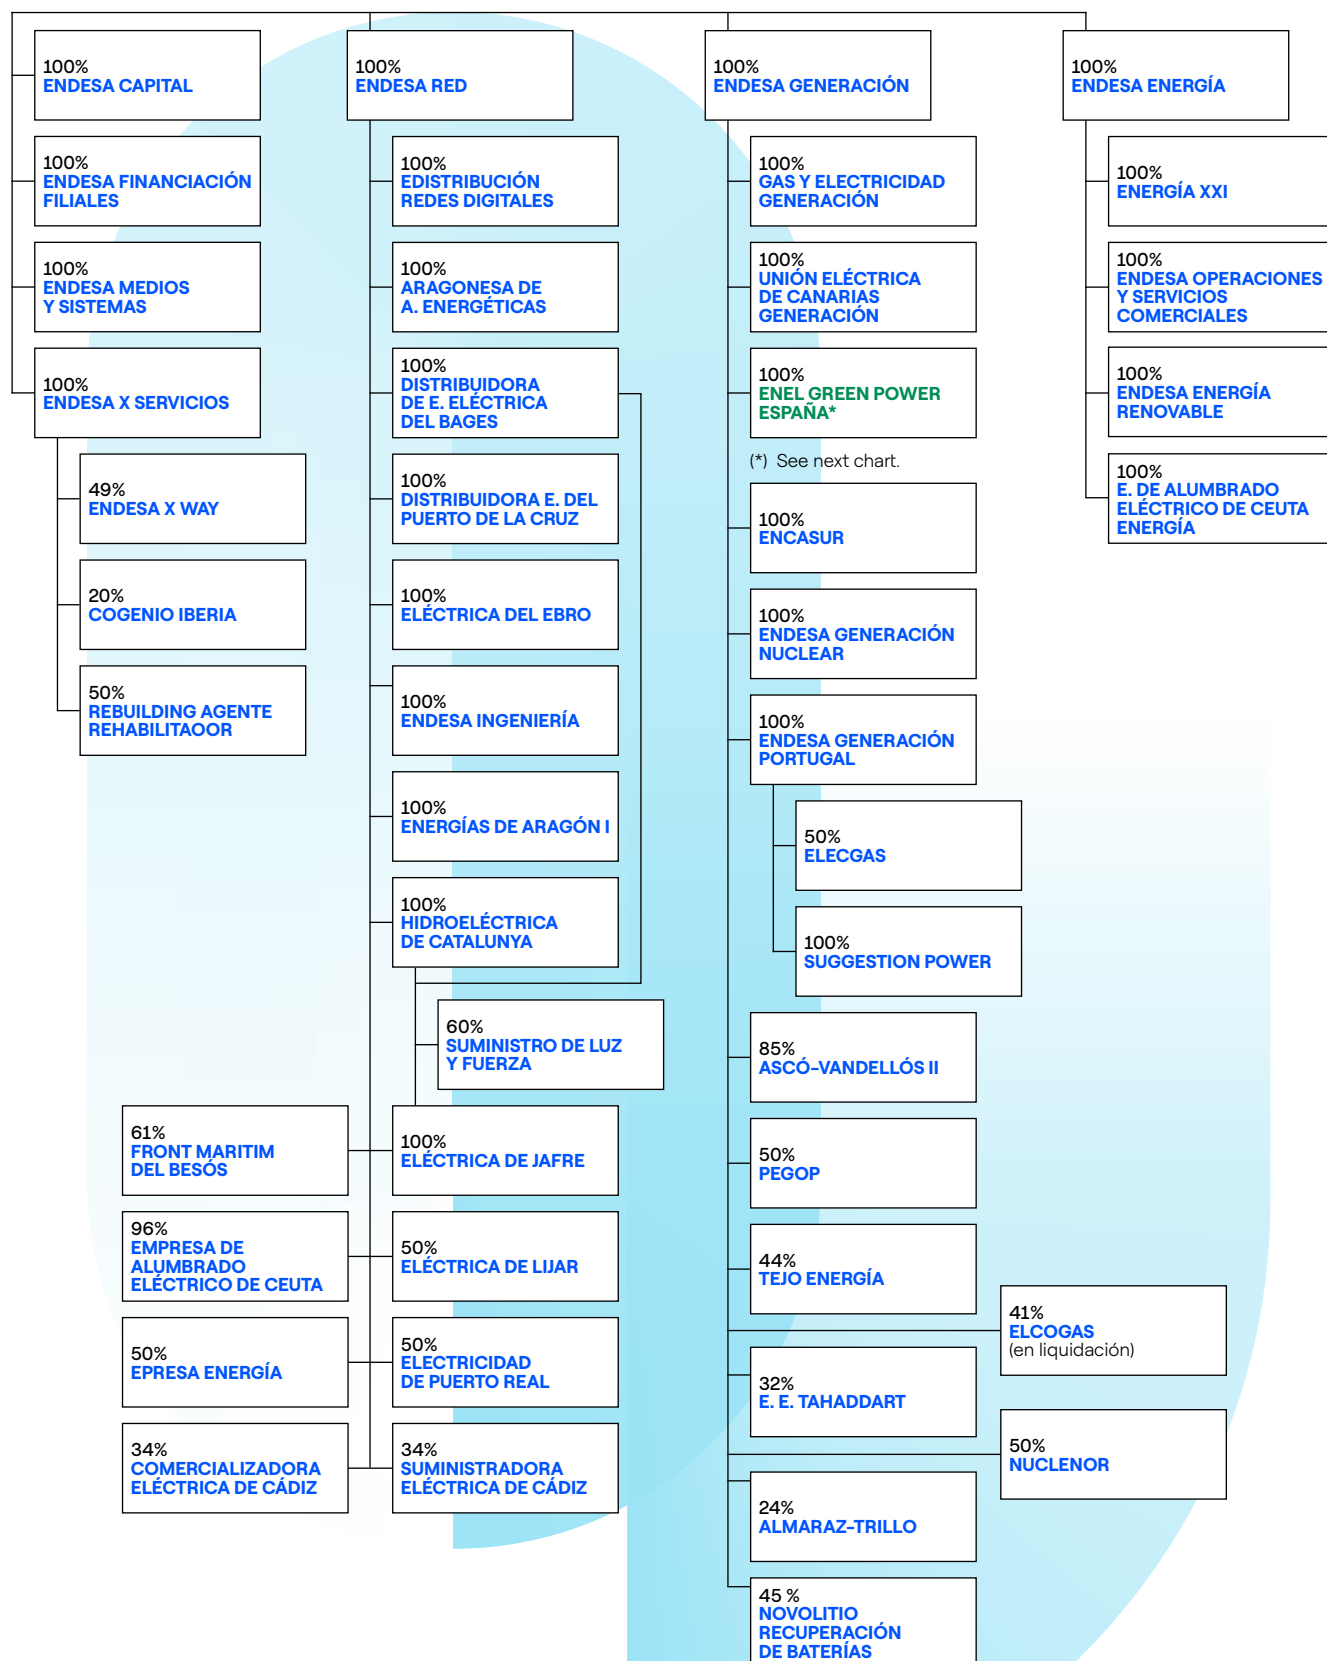 100%
ENDESA CAPITAL
100%
ENDESA FINANCIACIÓN
FILIALES
100%
ENDESA MEDIOS
Y SISTEMAS
100%
ENDESA X SERVICIOS
49%
ENDESA X WAY
20%
COGENIO IBERIA
50%
REBUILDING AGENTE
REHABILITAOOR
100%
ENDESA RED
100%
EDISTRIBUCIÓN
REDES DIGITALES
100%
ARAGONESA DE
A. ENERGÉTICAS
100%
DISTRIBUIDORA
DE E. ELÉCTRICA
DEL BAGES
100%
DISTRIBUIDORA E. DEL
PUERTO DE LA CRUZ
100%
ELÉCTRICA DEL EBRO
100%
ENDESA INGENIERÍA
100%
ENERGÍAS DE ARAGÓN I
100%
HIDROELÉCTRICA
DE CATALUNYA
60%
SUMINISTRO DE LUZ
Y FUERZA
61%
FRONT MARITIM
DEL BESÓS
100%
ELÉCTRICA DE JAFRE
96%
EMPRESA DE
ALUMBRADO
ELÉCTRICO DE CEUTA
50%
ELÉCTRICA DE LIJAR
50%
EPRESA ENERGÍA
50%
ELECTRICIDAD
DE PUERTO REAL
34%
COMERCIALIZADORA
ELÉCTRICA DE CÁDIZ
34%
SUMINISTRADORA
ELÉCTRICA DE CÁDIZ
100%
ENDESA GENERACIÓN
100%
GAS Y ELECTRICIDAD
GENERACIÓN
100%
UNIÓN ELÉCTRICA
DE CANARIAS
GENERACIÓN
100%
ENEL GREEN POWER
ESPAÑA*
(*) See next chart.
100%
ENCASUR
100%
ENDESA GENERACIÓN
NUCLEAR
100%
ENDESA GENERACIÓN
PORTUGAL
50%
ELECGAS
100%
SUGGESTION POWER
85%
ASCÓ-VANDELLÓS II
50%
PEGOP
44%
TEJO ENERGÍA
41%
ELCOGAS
(en liquidación)
32%
E. E. TAHADDART
50%
NUCLENOR
24%
ALMARAZ-TRILLO
45 %
NOVOLITIO
RECUPERACIÓN
DE BATERÍAS
100%
ENDESA ENERGÍA
100%
ENERGÍA XXI
100%
ENDESA OPERACIONES
Y SERVICIOS
COMERCIALES
100%
ENDESA ENERGÍA
RENOVABLE
100%
E. DE ALUMBRADO
ELÉCTRICO DE CEUTA
ENERGÍA